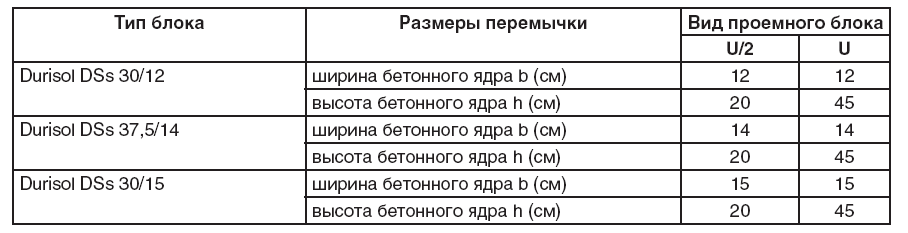 Тип блока Размеры перемычки Вид проемного блока
U/2 U
Durisol DSs 30/12 ширина бетонного ядра b (см) 12 12
высота бетонного ядра h (см) 20 45
Durisol DSs 37,5/14 ширина бетонного ядра b (см) 14 14
высота бетонного ядра h (см) 20 45
Durisol DSs 30/15 ширина бетонного ядра b (см) 15 15
высота бетонного ядра h (см) 20 45